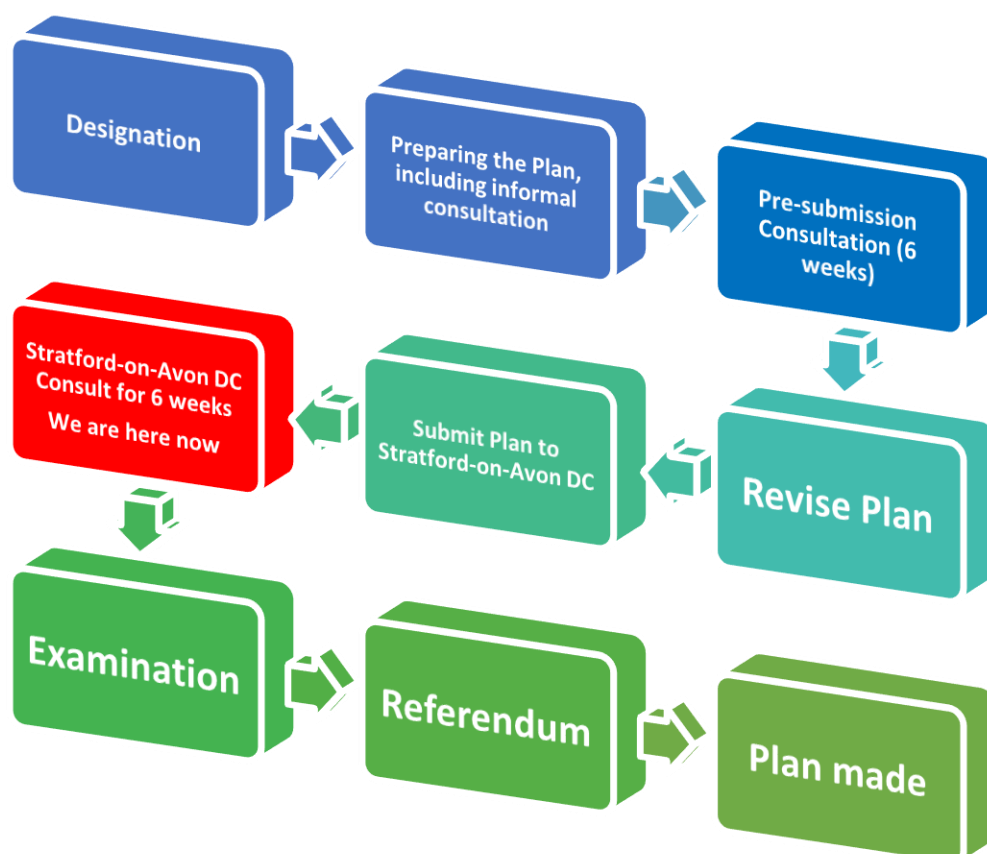 Designation
Preparing the Plan,
including informal
consultation
Pre-submission
Consultation (6
weeks)
Revise Plan
Submit Plan to
Stratford-on-Avon DC
Stratford-on-Avon DC
Consult for 6 weeks
We are here now
Examination
Referendum
Plan made